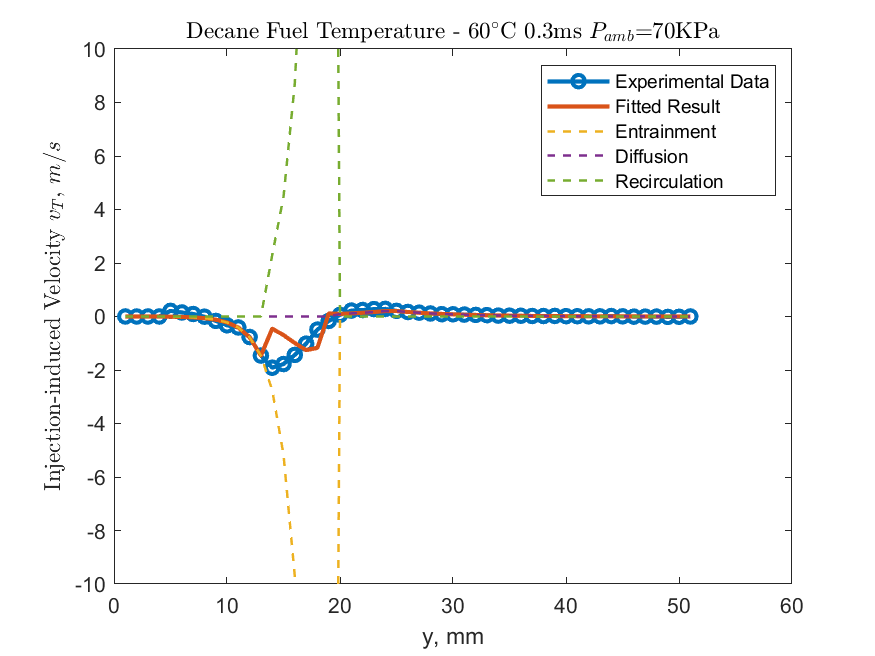 Decane Fuel Temperature - 60°C 0.3ms P_amb=70KPa
Injection-induced Velocity v_T, m/s
10
8
6
4
2
0
-2
-4
-6
-8
-10
Experimental Data
Fitted Result
Entrainment
Diffusion
Recirculation
0 10 20 30 40 50 60
y, mm